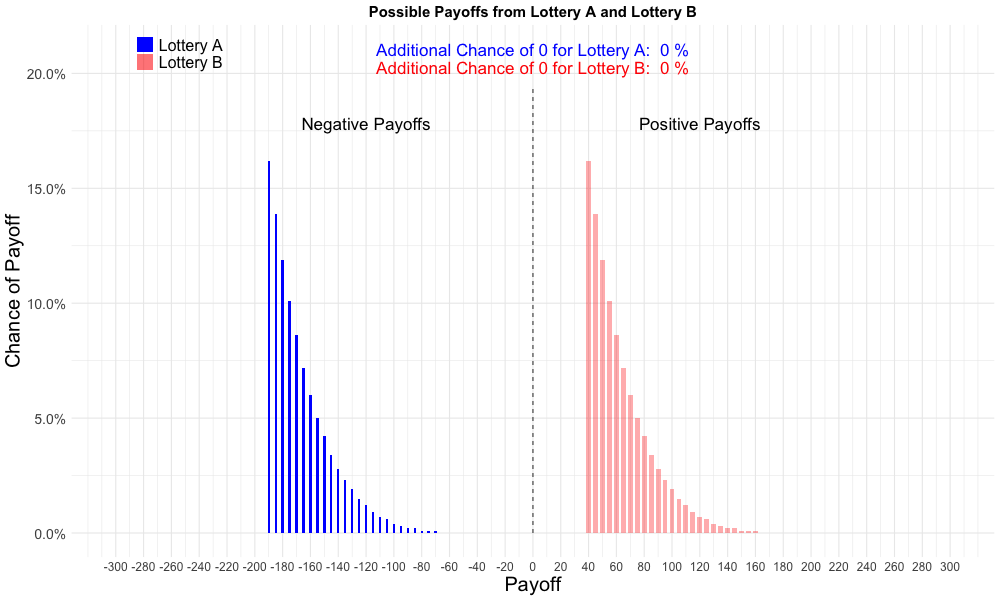 Possible Payoffs from Lottery A and Lottery B
Lottery A
Lottery B
Additional Chance of 0 for Lottery A: 0 %
Additional Chance of 0 for Lottery B: 0 %
Negative Payoffs
Positive Payoffs
Chance of Payoff
20.0%
15.0%
10.0%
5.0%
0.0%
-300 -280 -260 -240 -220 -200 -180 -160 -140 -120 -100 -80 -60 -40 -20 0 20 40 60 80 100 120 140 160 180 200 220 240 260 280 300
Payoff